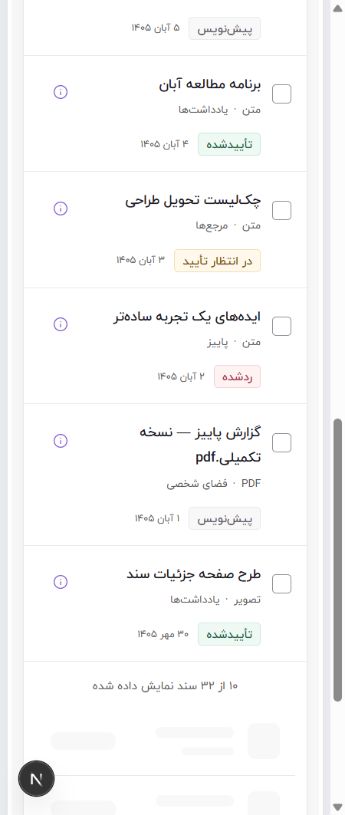 پیش‌نویس ۵ آبان ۱۴۰۵
برنامه مطالعه آبان
متن · یادداشت‌ها
تأییدشده ۴ آبان ۱۴۰۵
چک‌لیست تحویل طراحی
متن · مرجع‌ها
در انتظار تأیید ۳ آبان ۱۴۰۵
ایده‌های یک تجربه ساده‌تر
متن · پاییز
ردشده ۲ آبان ۱۴۰۵
گزارش پاییز — نسخه
تکمیلی.pdf
PDF · فضای شخصی
پیش‌نویس ۱ آبان ۱۴۰۵
طرح صفحه جزئیات سند
تصویر · یادداشت‌ها
تأییدشده ۳۰ مهر ۱۴۰۵
۱۰ از ۳۲ سند نمایش داده شده
N